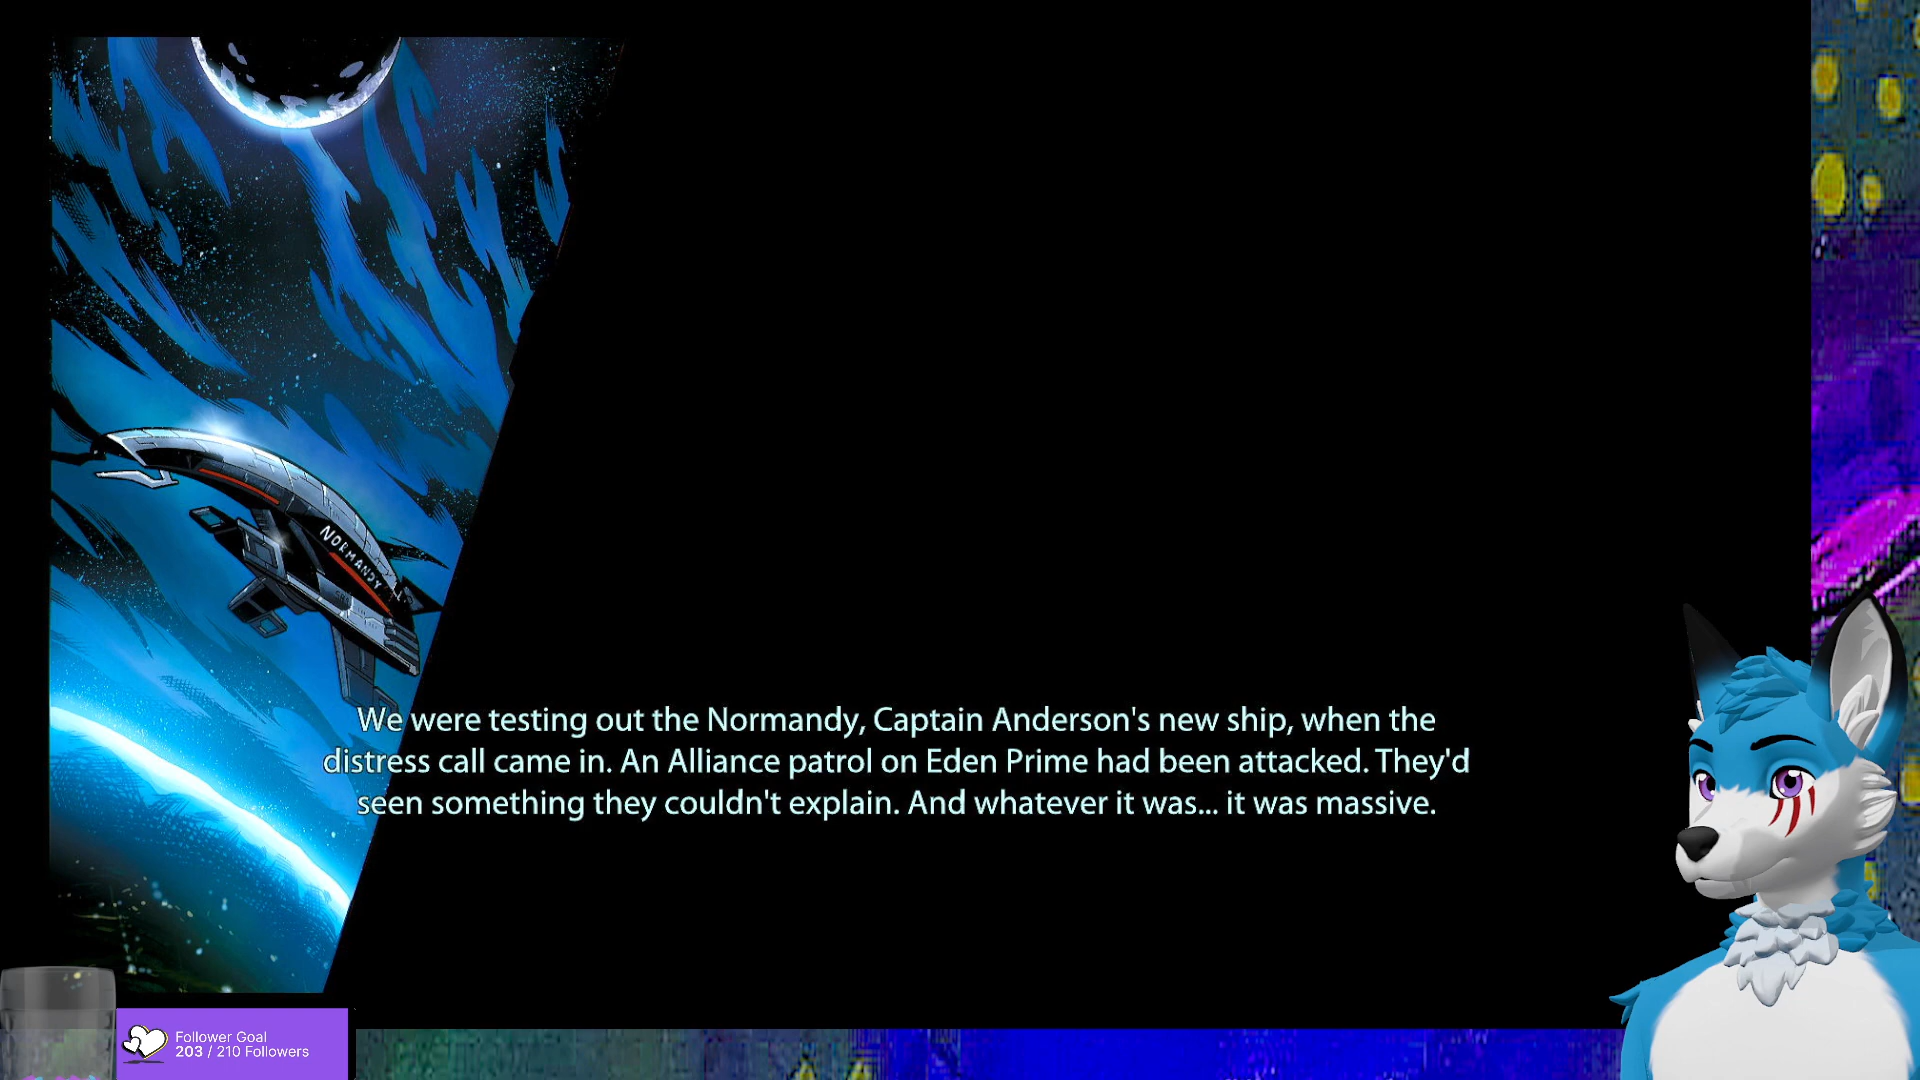 NORMANDY
We were testing out the Normandy, Captain Anderson's new ship, when the
distress call came in. An Alliance patrol on Eden Prime had been attacked. They'd
seen something they couldn't explain. And whatever it was... it was massive.
Follower Goal
203 / 210 Followers